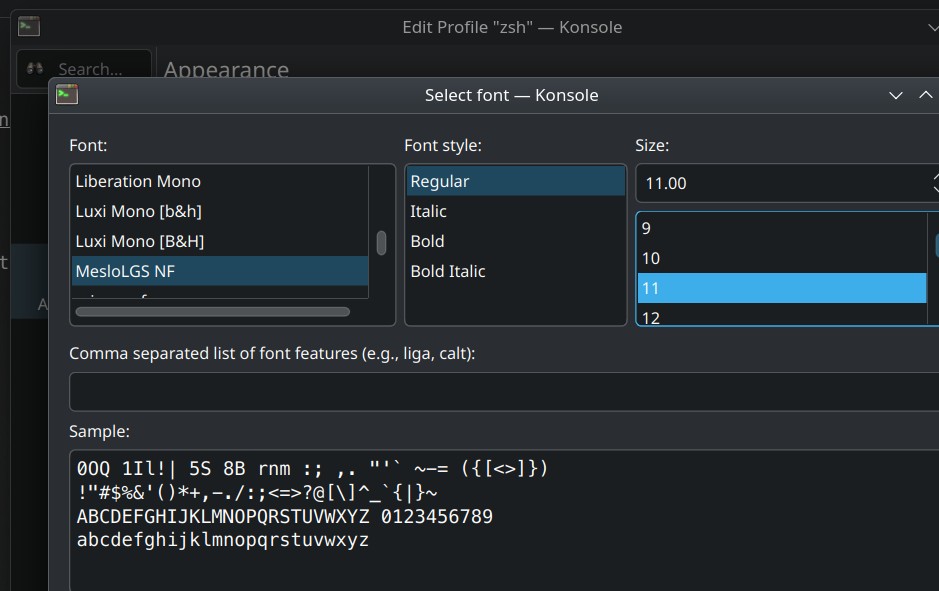 Edit Profile "zsh" — Konsole
Search...
Appearance
Select font — Konsole
Font:
Font style:
Size:
Liberation Mono
Luxi Mono [b&h]
Luxi Mono [B&H]
MesloLGS NF
Regular
Italic
Bold
Bold Italic
11.00
9
10
11
12
Comma separated list of font features (e.g., liga, calt):
Sample:
0OQ 1Il!| 5S 8B rnm :; ,. "'` ~-= ({[<>]})
!"#$%&'()*+,-./:;<=>?@[\]^_`{|}~
ABCDEFGHIJKLMNOPQRSTUVWXYZ 0123456789
abcdefghijklmnopqrstuvwxyz